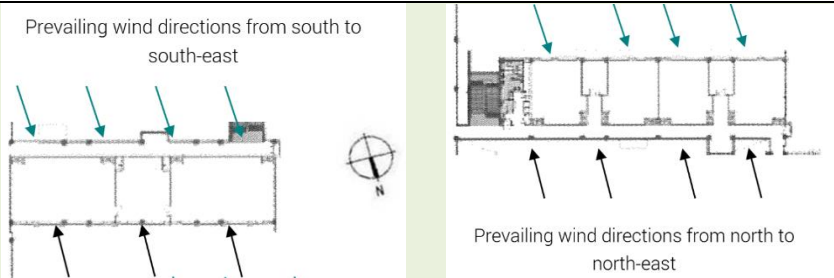 Prevailing wind directions from south to
south-east
N
Prevailing wind directions from north to
north-east